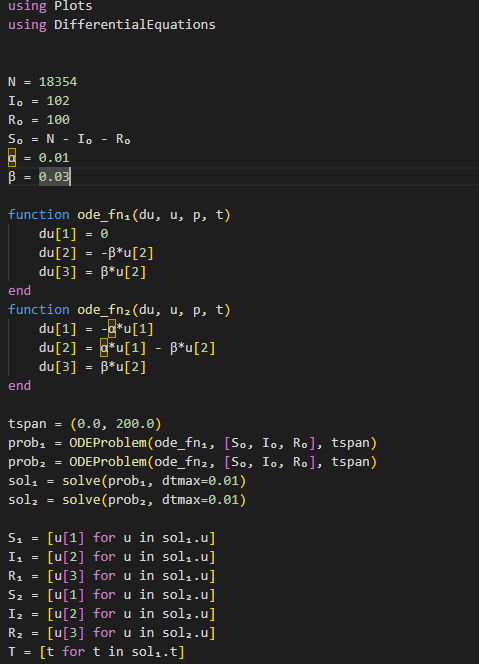 using Plots
using DifferentialEquations
N = 18354
I₀ = 102
R₀ = 100
S₀ = N - I₀ - R₀
α = 0.01
β = 0.03
function ode_fn₁(du, u, p, t)
du[1] = 0
du[2] = -β*u[2]
du[3] = β*u[2]
end
function ode_fn₂(du, u, p, t)
du[1] = -α*u[1]
du[2] = α*u[1] - β*u[2]
du[3] = β*u[2]
end
tspan = (0.0, 200.0)
prob₁ = ODEProblem(ode_fn₁, [S₀, I₀, R₀], tspan)
prob₂ = ODEProblem(ode_fn₂, [S₀, I₀, R₀], tspan)
sol₁ = solve(prob₁, dtmax=0.01)
sol₂ = solve(prob₂, dtmax=0.01)
S₁ = [u[1] for u in sol₁.u]
I₁ = [u[2] for u in sol₁.u]
R₁ = [u[3] for u in sol₁.u]
S₂ = [u[1] for u in sol₂.u]
I₂ = [u[2] for u in sol₂.u]
R₂ = [u[3] for u in sol₂.u]
T = [t for t in sol₁.t]